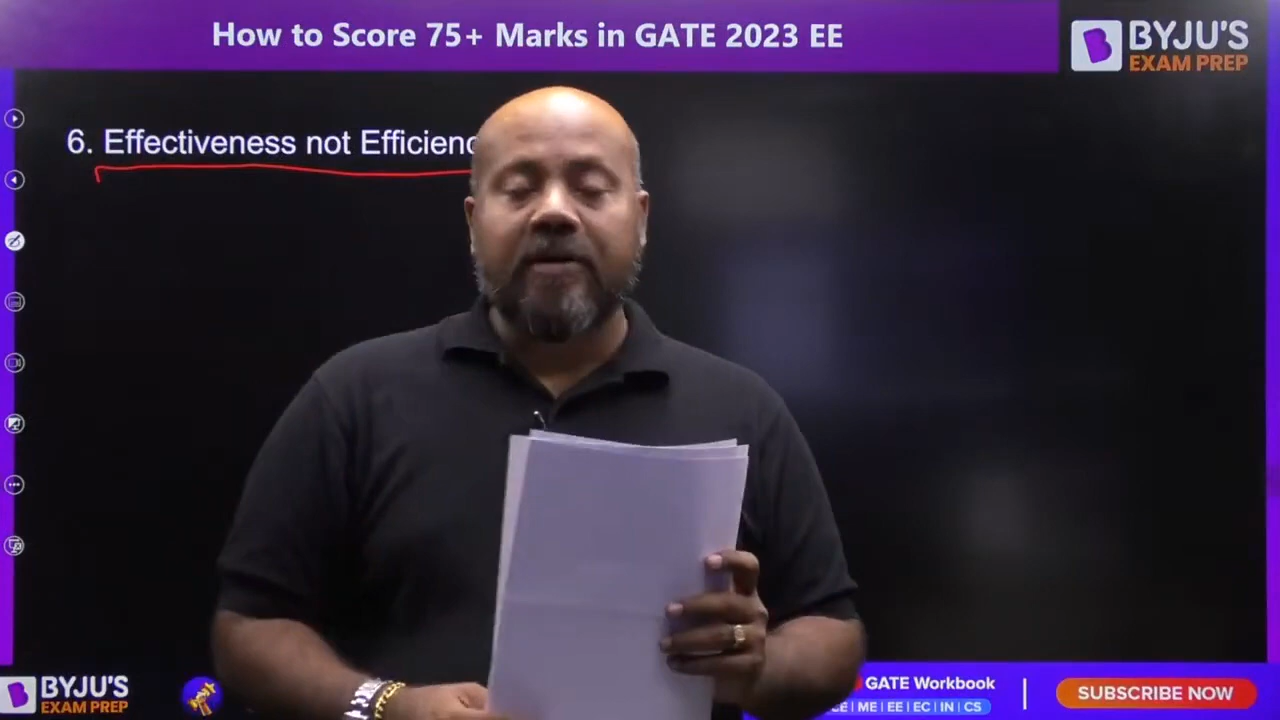 How to Score 75+ Marks in GATE 2023 EE
BYJU'S
EXAM PREP
6. Effectiveness not Efficienc
BYJU'S
EXAM PREP
GATE Workbook
CE | ME | EE | EC | IN | CS
SUBSCRIBE NOW